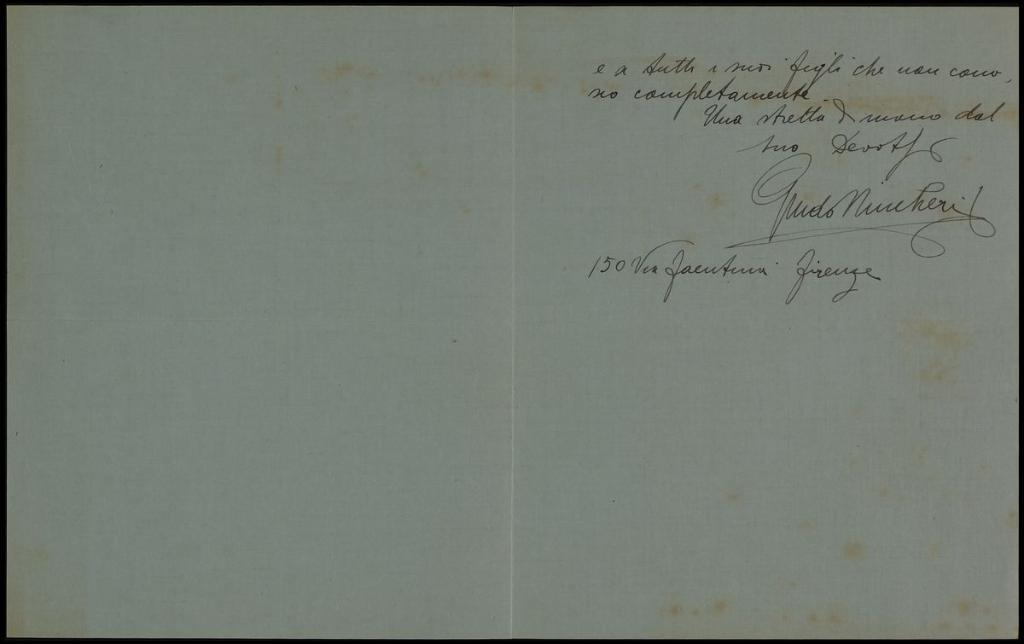 e a tutti i suoi figli che non cono
sco completamente
Una stretta di mano dal
suo Devot
Guido Nincheri
150 Via Faentina Firenze